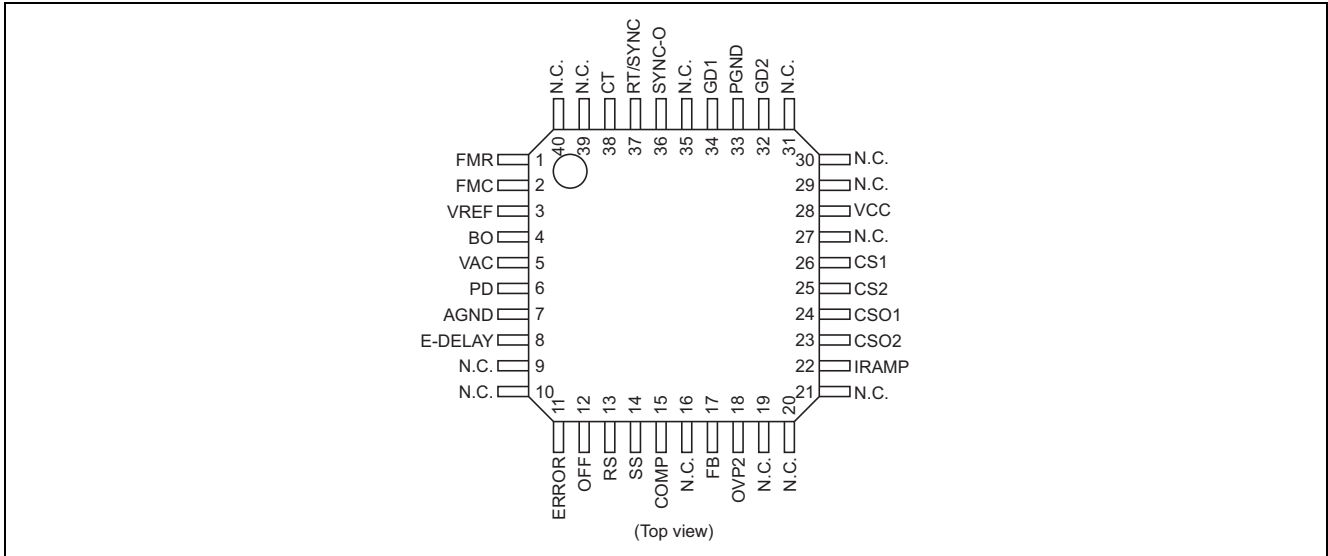 N.C.
N.C.
CT
RT/SYNC
SYNC-O
N.C.
GD1
PGND
GD2
N.C.
40
39
38
37
36
35
34
33
32
31
FMR 1
FMC 2
VREF 3
BO 4
VAC 5
PD 6
AGND 7
E-DELAY 8
N.C. 9
N.C. 10
30 N.C.
29 N.C.
28 VCC
27 N.C.
26 CS1
25 CS2
24 CSO1
23 CSO2
22 IRAMP
21 N.C.
11
12
13
14
15
16
17
18
19
20
ERROR
OFF
RS
SS
COMP
N.C.
FB
OVP2
N.C.
N.C.
(Top view)